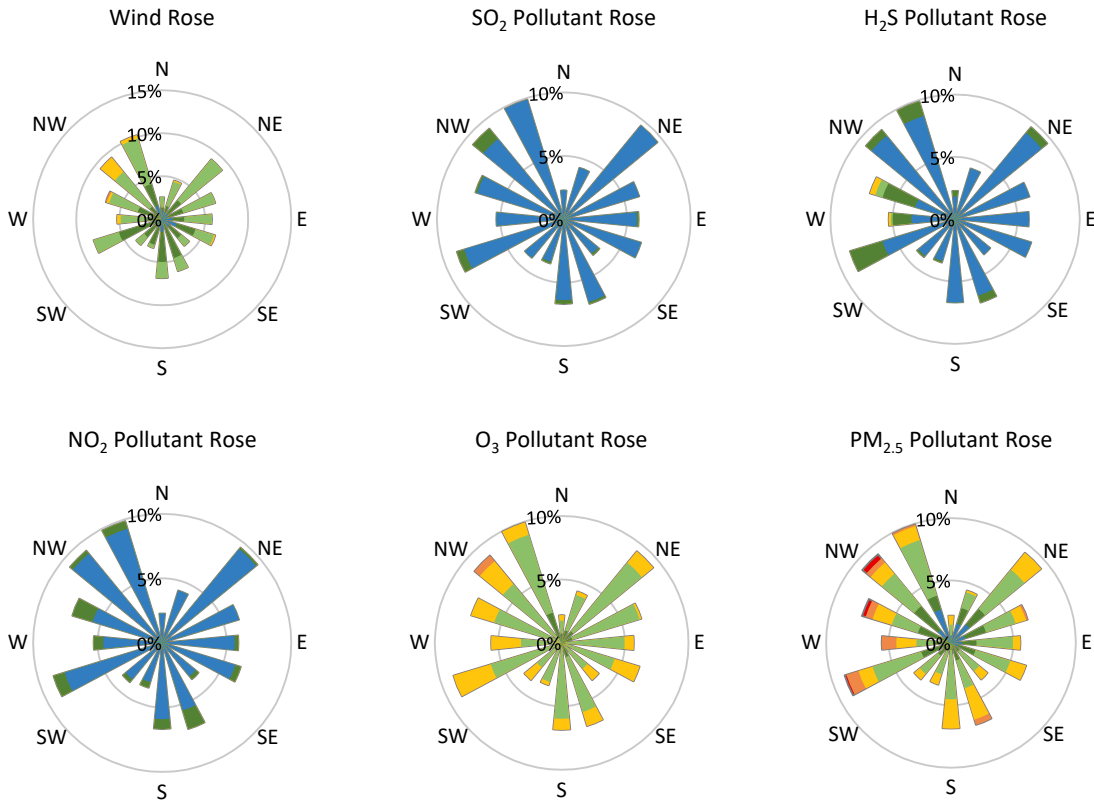 Wind Rose
N
15%
NW
NE
10%
5%
W
0%
E
SW
SE
S
SO₂ Pollutant Rose
N
10%
NW
NE
5%
W
0%
E
SW
SE
S
H₂S Pollutant Rose
N
10%
NW
NE
5%
W
0%
E
SW
SE
S
NO₂ Pollutant Rose
N
10%
NW
NE
5%
W
0%
E
SW
SE
S
O₃ Pollutant Rose
N
10%
NW
NE
5%
W
0%
E
SW
SE
S
PM₂.₅ Pollutant Rose
N
10%
NW
NE
5%
W
0%
E
SW
SE
S